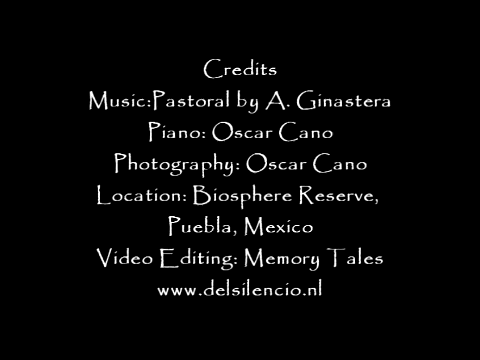 Credits
Music:Pastoral by A. Ginastera
Piano: Oscar Cano
Photography: Oscar Cano
Location: Biosphere Reserve,
Puebla, Mexico
Video Editing: Memory Tales
www.delsilencio.nl